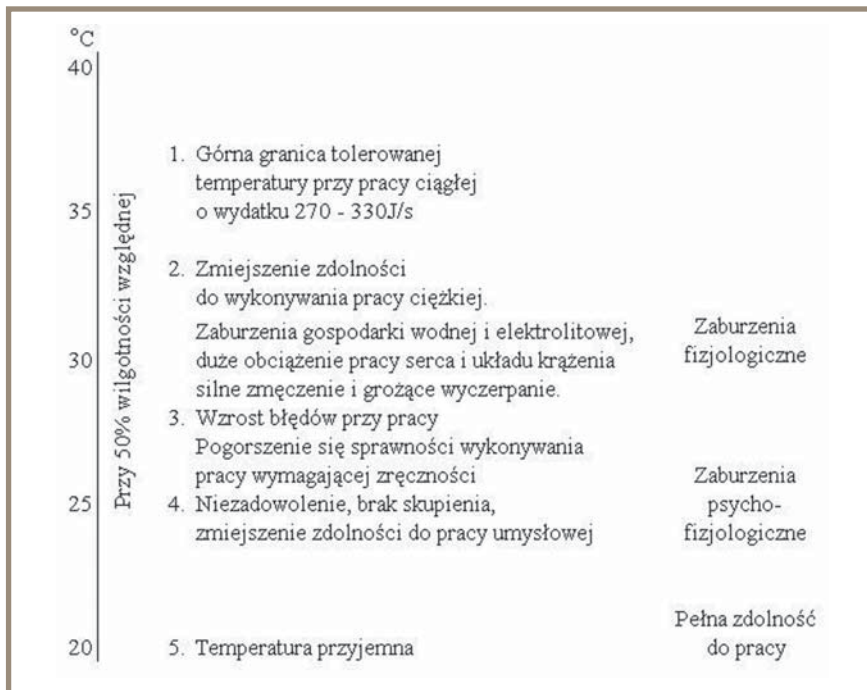 °C
40
1. Górna granica tolerowanej
temperatury przy pracy ciągłej
35
o wydatku 270 - 330J/s
Przy 50% wilgotności względnej
2. Zmiejszenie zdolności
do wykonywania pracy ciężkiej.
Zaburzenia gospodarki wodnej i elektrolitowej,
30
duże obciążenie pracy serca i układu krążenia
silne zmęczenie i grożące wyczerpanie.
Zaburzenia
fizjologiczne
3. Wzrost błędów przy pracy
Pogorszenie się sprawności wykonywania
pracy wymagającej zręczności
25
4. Niezadowolenie, brak skupienia,
zmiejszenie zdolności do pracy umysłowej
Zaburzenia
psycho-
fizjologiczne
20
5. Temperatura przyjemna
Pełna zdolność
do pracy